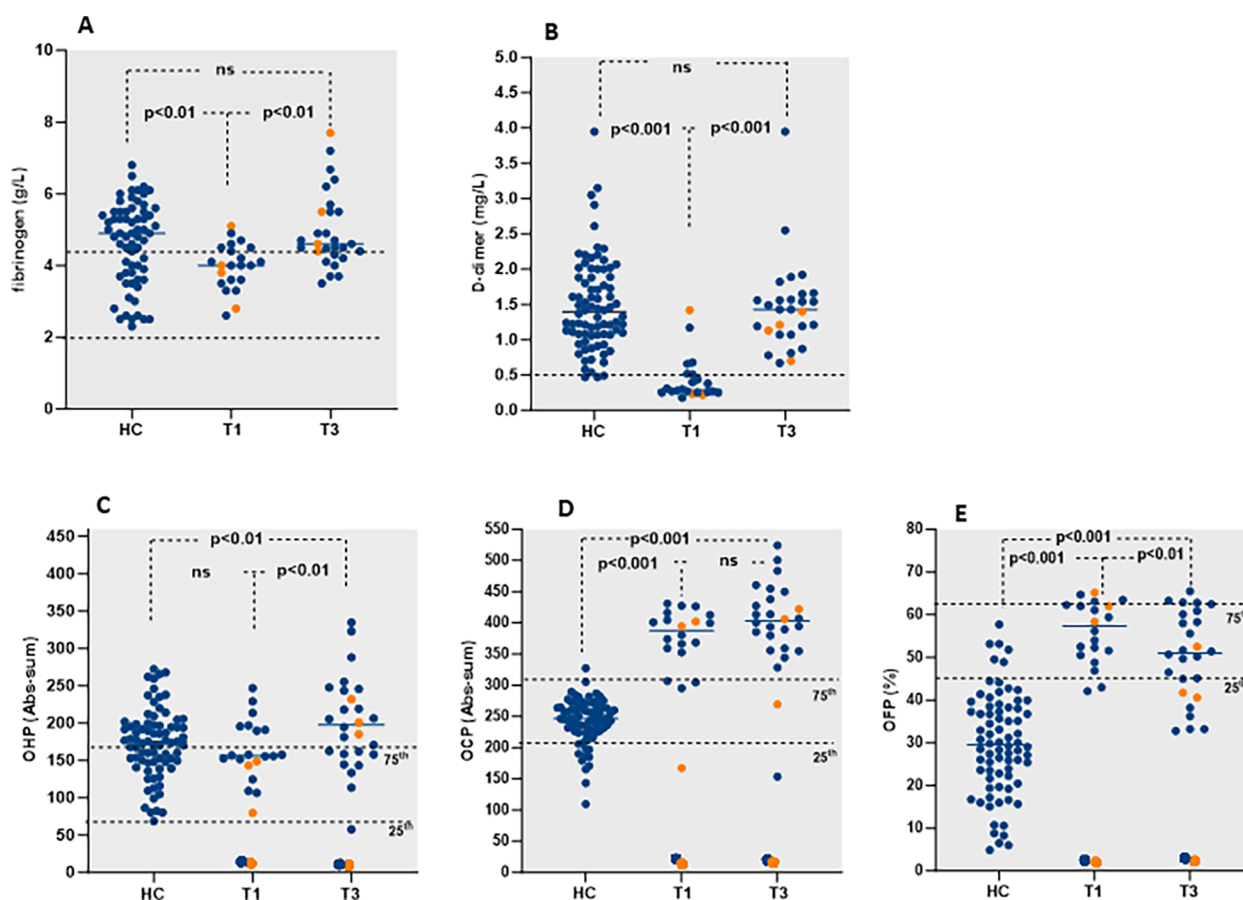 A
fibrinogen (g/L)
10
8
6
4
2
0
ns
p<0.01
p<0.01
HC
T1
T3
B
D-dimer (mg/L)
5.0
4.5
4.0
3.5
3.0
2.5
2.0
1.5
1.0
0.5
0.0
ns
p<0.001
p<0.001
HC
T1
T3
C
OHP (Abs-sum)
450
400
350
300
250
200
150
100
50
0
p<0.01
ns
p<0.01
75th
25th
HC
T1
T3
D
OCP (Abs-sum)
550
500
450
400
350
300
250
200
250
100
50
0
p<0.001
p<0.001
ns
75th
25th
HC
T1
T3
E
OFP (%)
80
70
60
50
40
30
20
10
0
p<0.001
p<0.001
p<0.01
75th
25th
HC
T1
T3